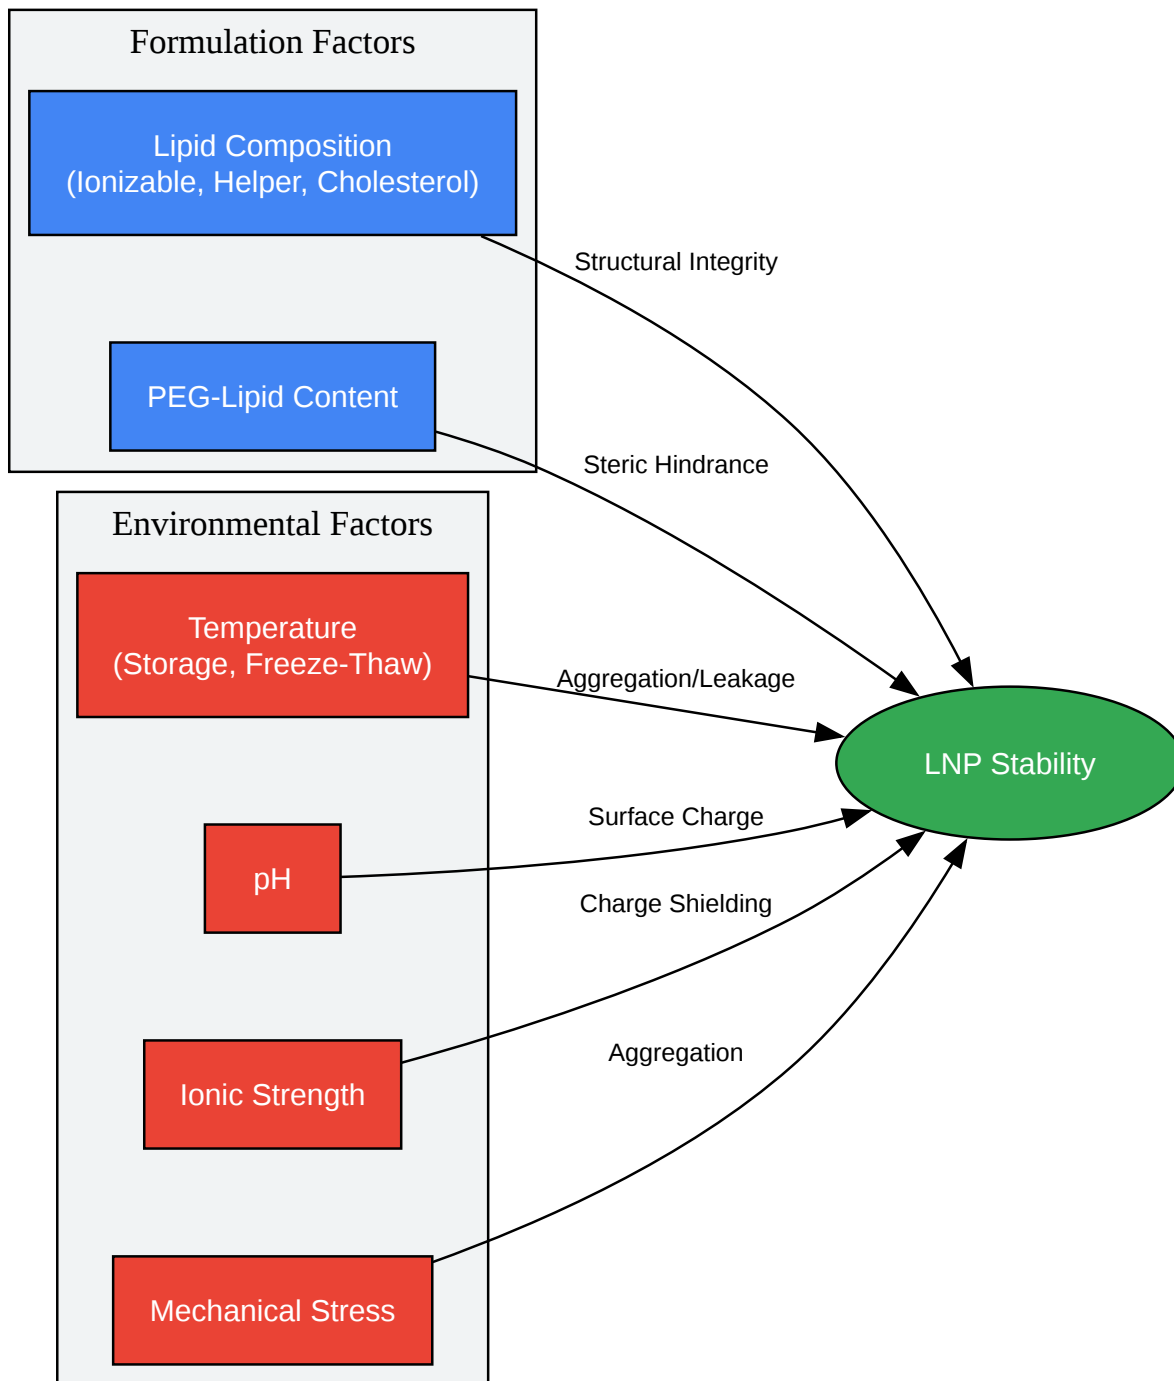 Formulation Factors
Lipid Composition
(Ionizable, Helper, Cholesterol)
Structural Integrity
PEG-Lipid Content
Steric Hindrance
Environmental Factors
Temperature
(Storage, Freeze-Thaw)
Aggregation/Leakage
LNP Stability
Surface Charge
pH
Charge Shielding
Ionic Strength
Aggregation
Mechanical Stress